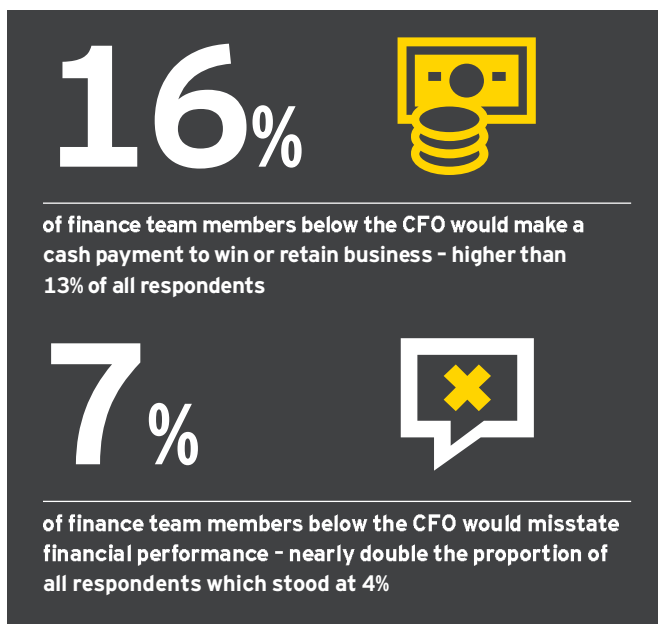 16%
of finance team members below the CFO would make a
cash payment to win or retain business – higher than
13% of all respondents
7%
of finance team members below the CFO would misstate
financial performance – nearly double the proportion of
all respondents which stood at 4%